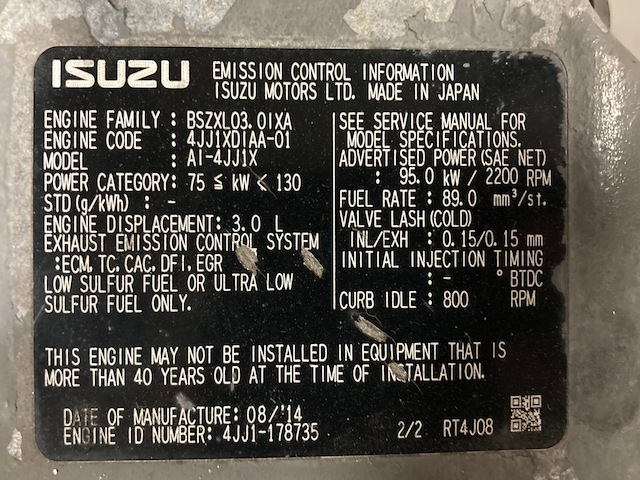 ISUZU
EMISSION CONTROL INFORMATION
ISUZU MOTORS LTD. MADE IN JAPAN
ENGINE FAMILY : BSZXL03.0IXA
ENGINE CODE : 4JJ1XDIAA-01
MODEL : AI-4JJ1X
POWER CATEGORY: 75 ≦ kW < 130
STD (g/kWh) : -
ENGINE DISPLACEMENT: 3.0 L
EXHAUST EMISSION CONTROL SYSTEM
:ECM, TC, CAC, DFI, EGR
LOW SULFUR FUEL OR ULTRA LOW
SULFUR FUEL ONLY.
SEE SERVICE MANUAL FOR
MODEL SPECIFICATIONS.
ADVERTISED POWER(SAE NET)
: 95.0 kW / 2200 RPM
FUEL RATE : 89.0 mm³/st.
VALVE LASH(COLD)
INL/EXH : 0.15/0.15 mm
INITIAL INJECTION TIMING
: - ° BTDC
CURB IDLE : 800 RPM
THIS ENGINE MAY NOT BE INSTALLED IN EQUIPMENT THAT IS
MORE THAN 40 YEARS OLD AT THE TIME OF INSTALLATION.
DATE OF MANUFACTURE: 08/'14
ENGINE ID NUMBER: 4JJ1-178735
2/2 RT4J08